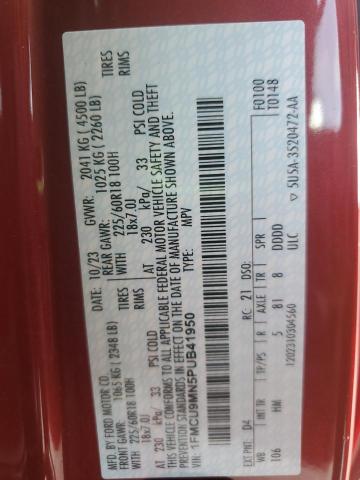 MFD. BY FORD MOTOR CO.
DATE: 10/23 GVWR: 2041 KG ( 4500 LB)
FRONT GAWR: 1065 KG ( 2348 LB) REAR GAWR: 1025 KG ( 2260 LB)
WITH 225/60R18 100H TIRES WITH 225/60R18 100H TIRES
18x7.0J RIMS 18x7.0J RIMS
AT 230 kPa/ 33 PSI COLD AT 230 kPa/ 33 PSI COLD
THIS VEHICLE CONFORMS TO ALL APPLICABLE FEDERAL MOTOR VEHICLE SAFETY AND THEFT
PREVENTION STANDARDS IN EFFECT ON THE DATE OF MANUFACTURE SHOWN ABOVE.
VIN: 1FMCU9MN5PUB41950 TYPE: MPV
F0100
T0148
EXT PNT: D4 RC: 21 DSO:
WB INT TR TP/PS R AXLE TR SPR
106 HM 5 81 8 DDDD
1202310304560 ULC 5U5A-3520472-AA